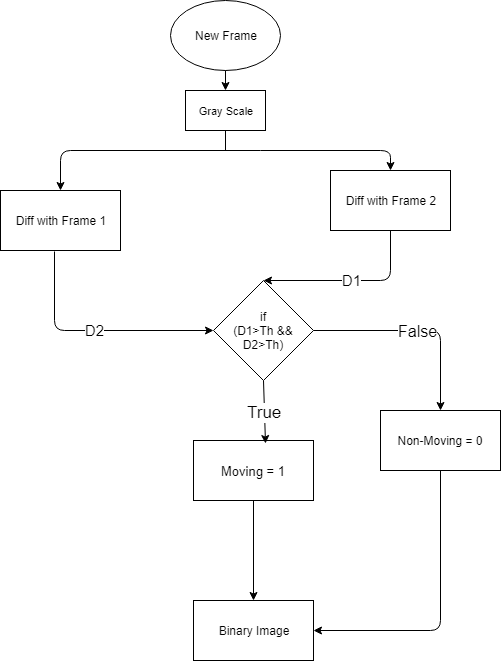 New Frame
Gray Scale
Diff with Frame 1
Diff with Frame 2
D1
if
(D1>Th &&
D2>Th)
D2
False
True
Non-Moving = 0
Moving = 1
Binary Image